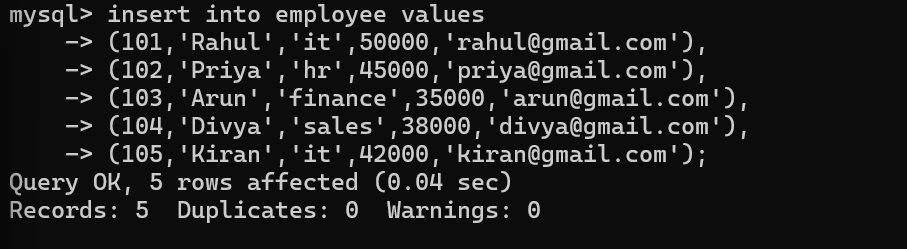 mysql> insert into employee values
    -> (101,'Rahul','it',50000,'rahul@gmail.com'),
    -> (102,'Priya','hr',45000,'priya@gmail.com'),
    -> (103,'Arun','finance',35000,'arun@gmail.com'),
    -> (104,'Divya','sales',38000,'divya@gmail.com'),
    -> (105,'Kiran','it',42000,'kiran@gmail.com');
Query OK, 5 rows affected (0.04 sec)
Records: 5  Duplicates: 0  Warnings: 0